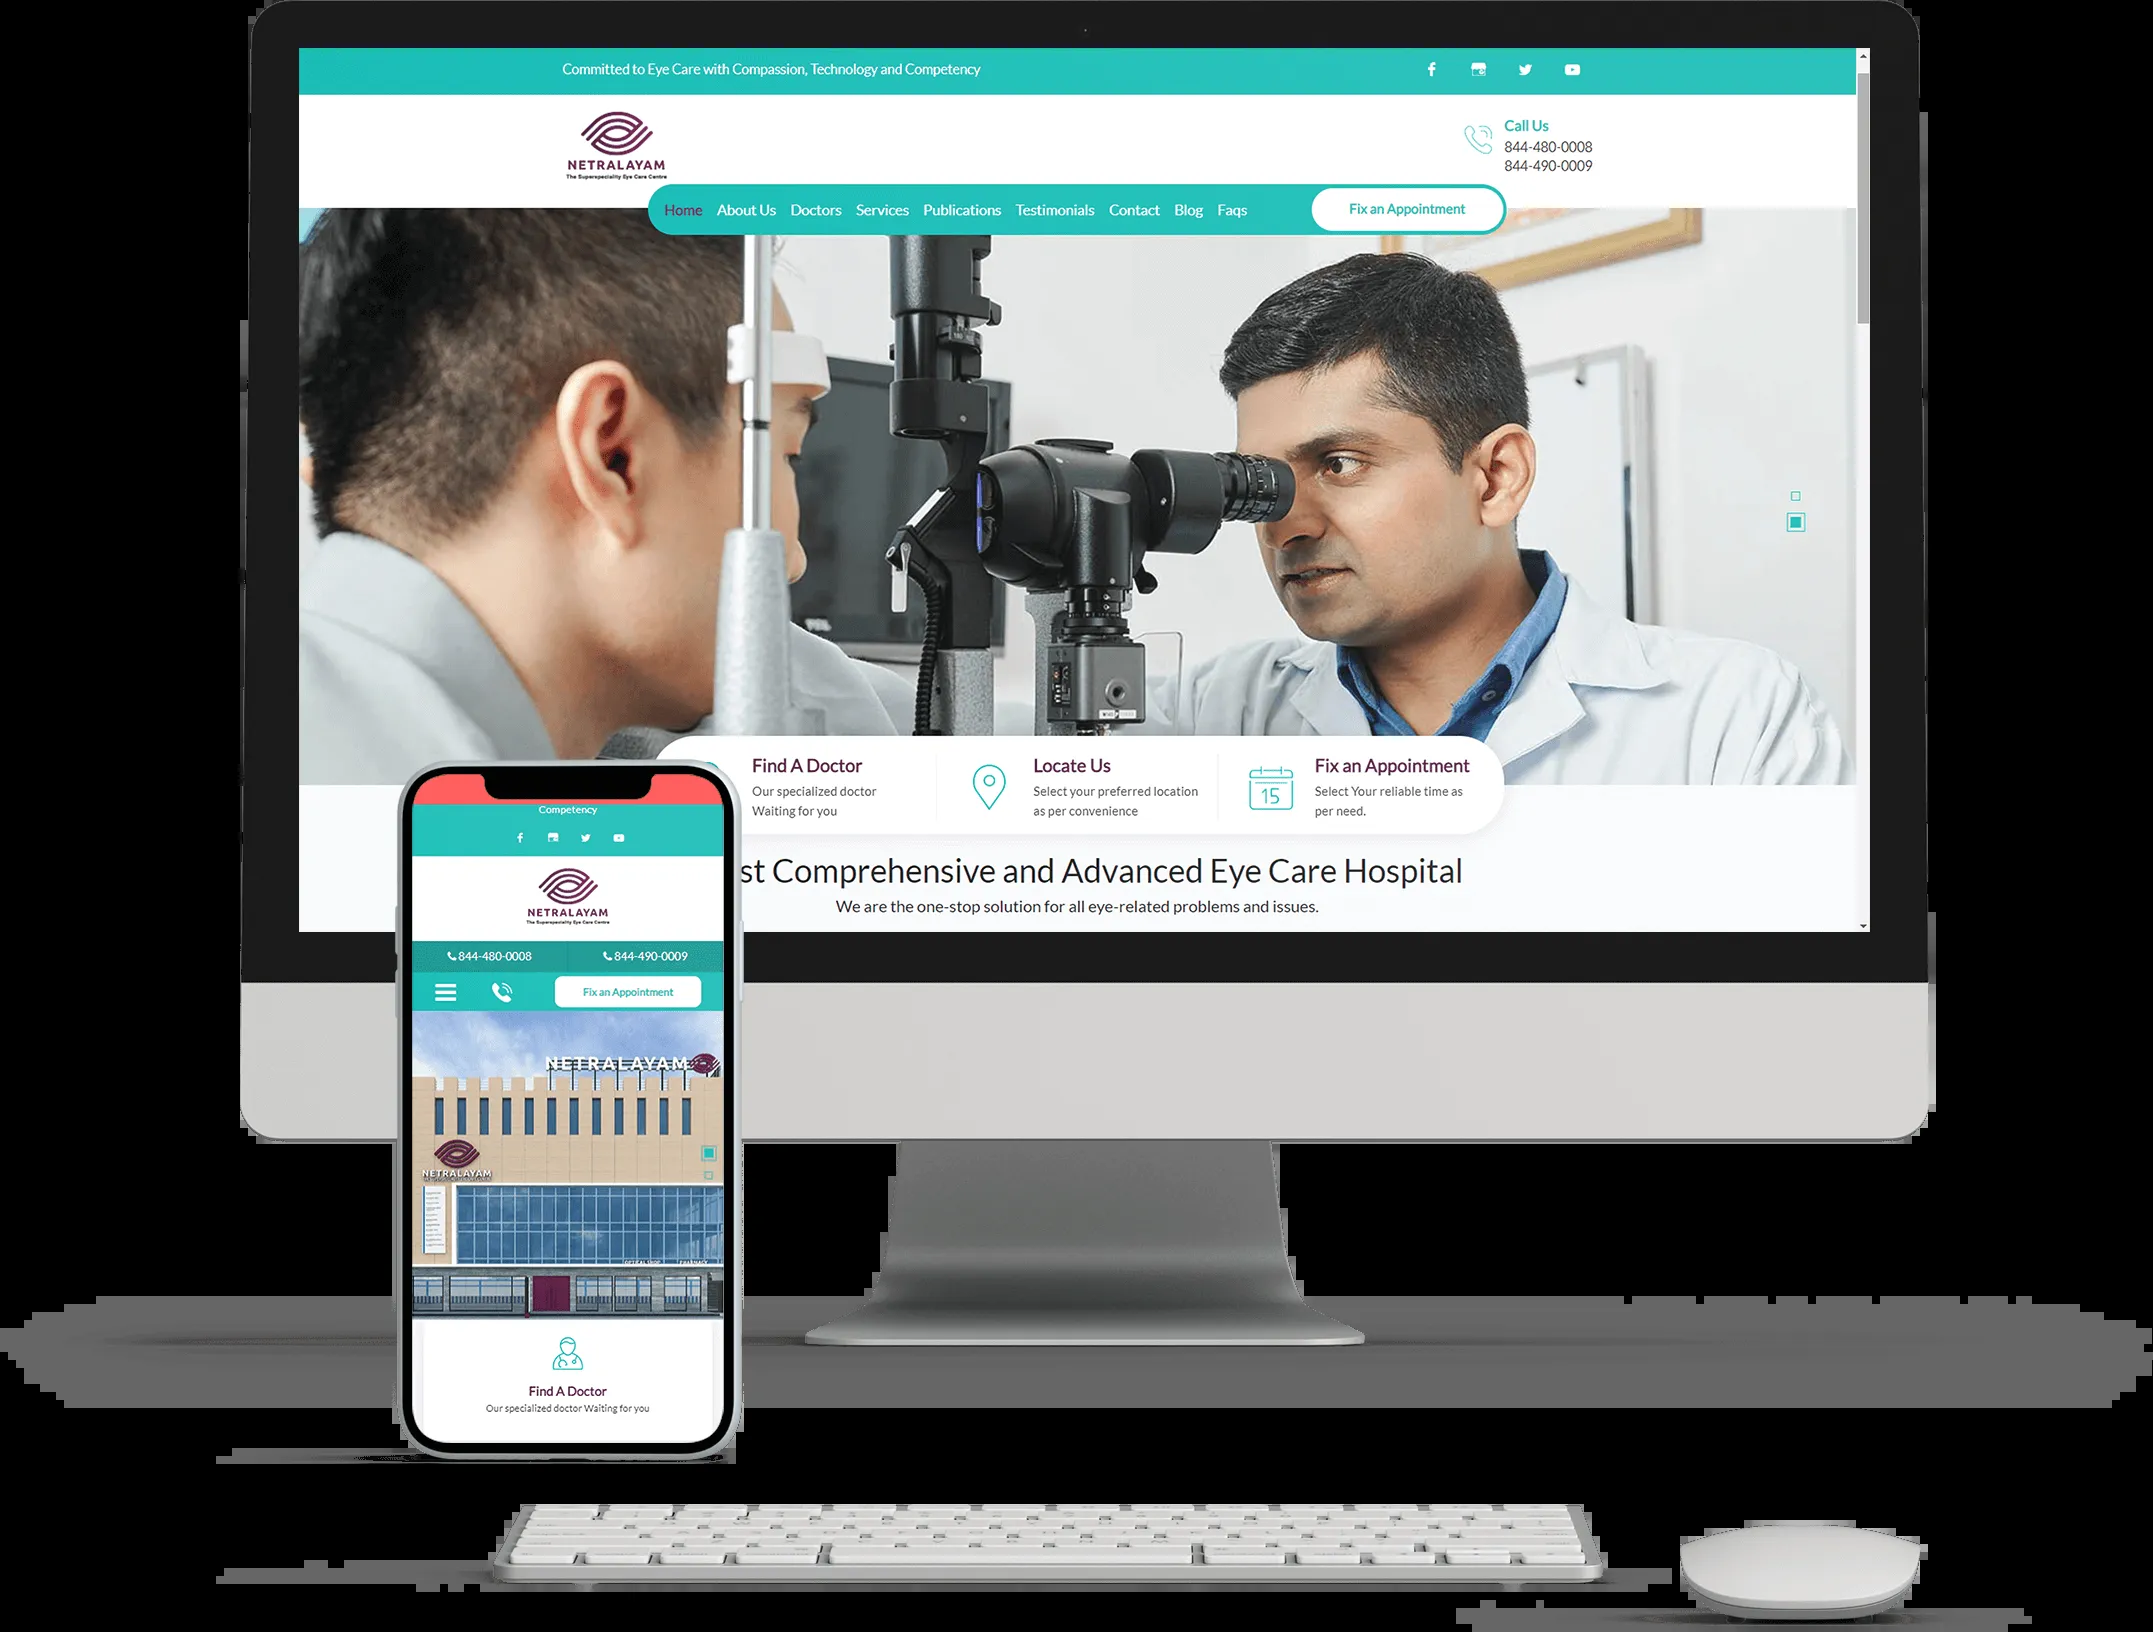 Committed to Eye Care with Compassion, Technology and Competency
NETRALAYAM
The Superspeciality Eye Care Centre
Call Us
844-480-0008
844-490-0009
Home About Us Doctors Services Publications Testimonials Contact Blog Faqs Fix an Appointment
TCL
Find A Doctor
Our specialized doctor
Waiting for you
Locate Us
Select your preferred location
as per convenience
15
Fix an Appointment
Select Your reliable time as
per need.
st Comprehensive and Advanced Eye Care Hospital
We are the one-stop solution for all eye-related problems and issues.
Competency
NETRALAYAM
The Superspeciality Eye Care Centre
844-480-0008 844-490-0009
Fix an Appointment
NETRALAYAM
NETRALAYAM
OPTICAL SHOP PHARMACY
Find A Doctor
Our specialized doctor Waiting for you